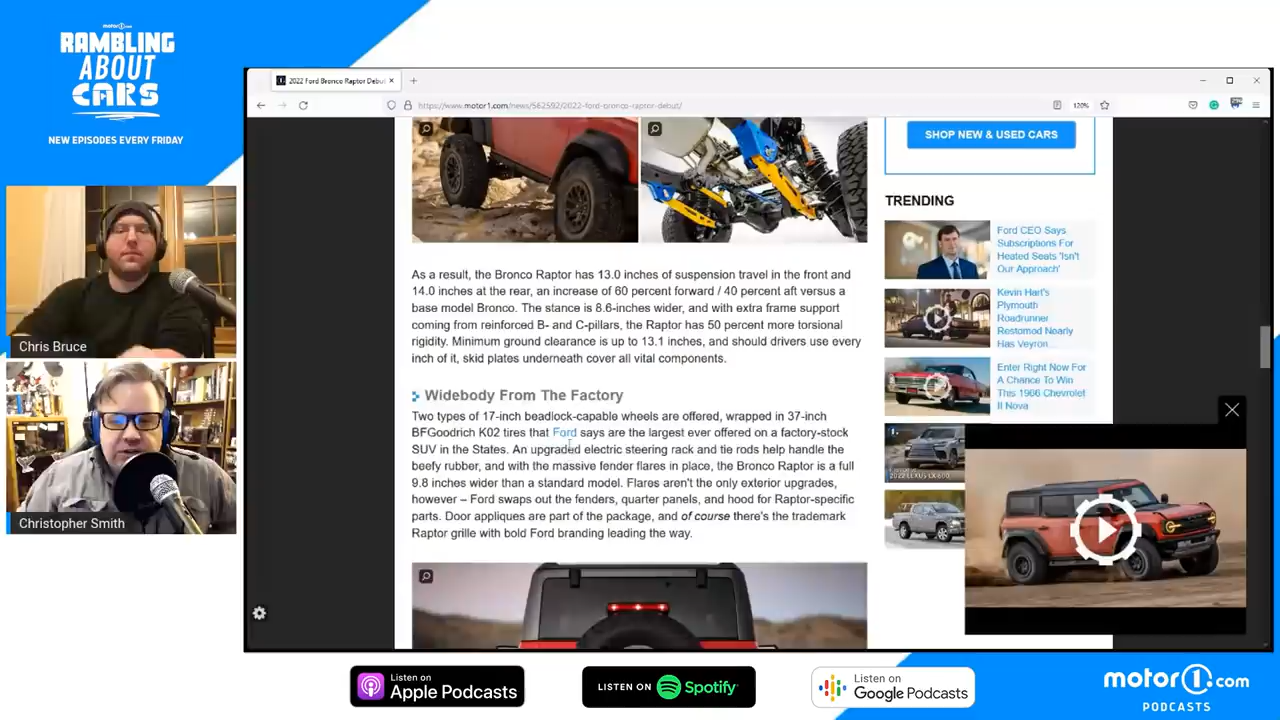 motor1.com
RAMBLING
ABOUT
CARS
NEW EPISODES EVERY FRIDAY
Chris Bruce
Christopher Smith
2022 Ford Bronco Raptor Debut
https://www.motor1.com/news/562592/2022-ford-bronco-raptor-debut/
120%
As a result, the Bronco Raptor has 13.0 inches of suspension travel in the front and
14.0 inches at the rear, an increase of 60 percent forward / 40 percent aft versus a
base model Bronco. The stance is 8.6-inches wider, and with extra frame support
coming from reinforced B- and C-pillars, the Raptor has 50 percent more torsional
rigidity. Minimum ground clearance is up to 13.1 inches, and should drivers use every
inch of it, skid plates underneath cover all vital components.
Widebody From The Factory
Two types of 17-inch beadlock-capable wheels are offered, wrapped in 37-inch
BFGoodrich K02 tires that Ford says are the largest ever offered on a factory-stock
SUV in the States. An upgraded electric steering rack and tie rods help handle the
beefy rubber, and with the massive fender flares in place, the Bronco Raptor is a full
9.8 inches wider than a standard model. Flares aren't the only exterior upgrades,
however – Ford swaps out the fenders, quarter panels, and hood for Raptor-specific
parts. Door appliques are part of the package, and of course there's the trademark
Raptor grille with bold Ford branding leading the way.
SHOP NEW & USED CARS
TRENDING
Ford CEO Says
Subscriptions For
Heated Seats 'Isn't
Our Approach'
Kevin Hart's
Plymouth
Roadrunner
Restomod Nearly
Has Veyron...
Enter Right Now For
A Chance To Win
This 1966 Chevrolet
II Nova
2022 LEXUS LX 600
Listen on
Apple Podcasts
LISTEN ON
Spotify
Listen on
Google Podcasts
motor1.com
PODCASTS